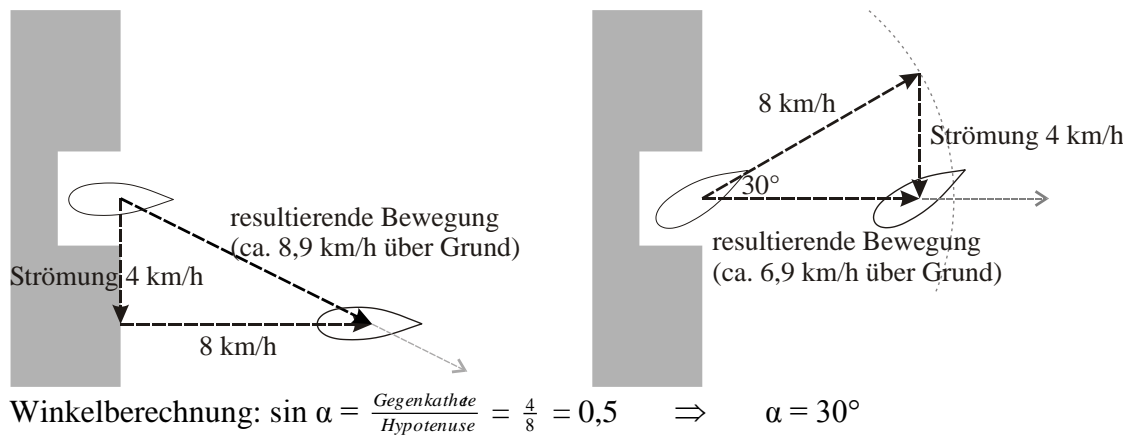 resultierende Bewegung
(ca. 8,9 km/h über Grund)
Strömung 4 km/h
8 km/h
8 km/h
Strömung 4 km/h
30°
resultierende Bewegung
(ca. 6,9 km/h über Grund)
Winkelberechnung: sin α = Gegenkathete/Hypotenuse = 4/8 = 0,5 ⇒ α = 30°